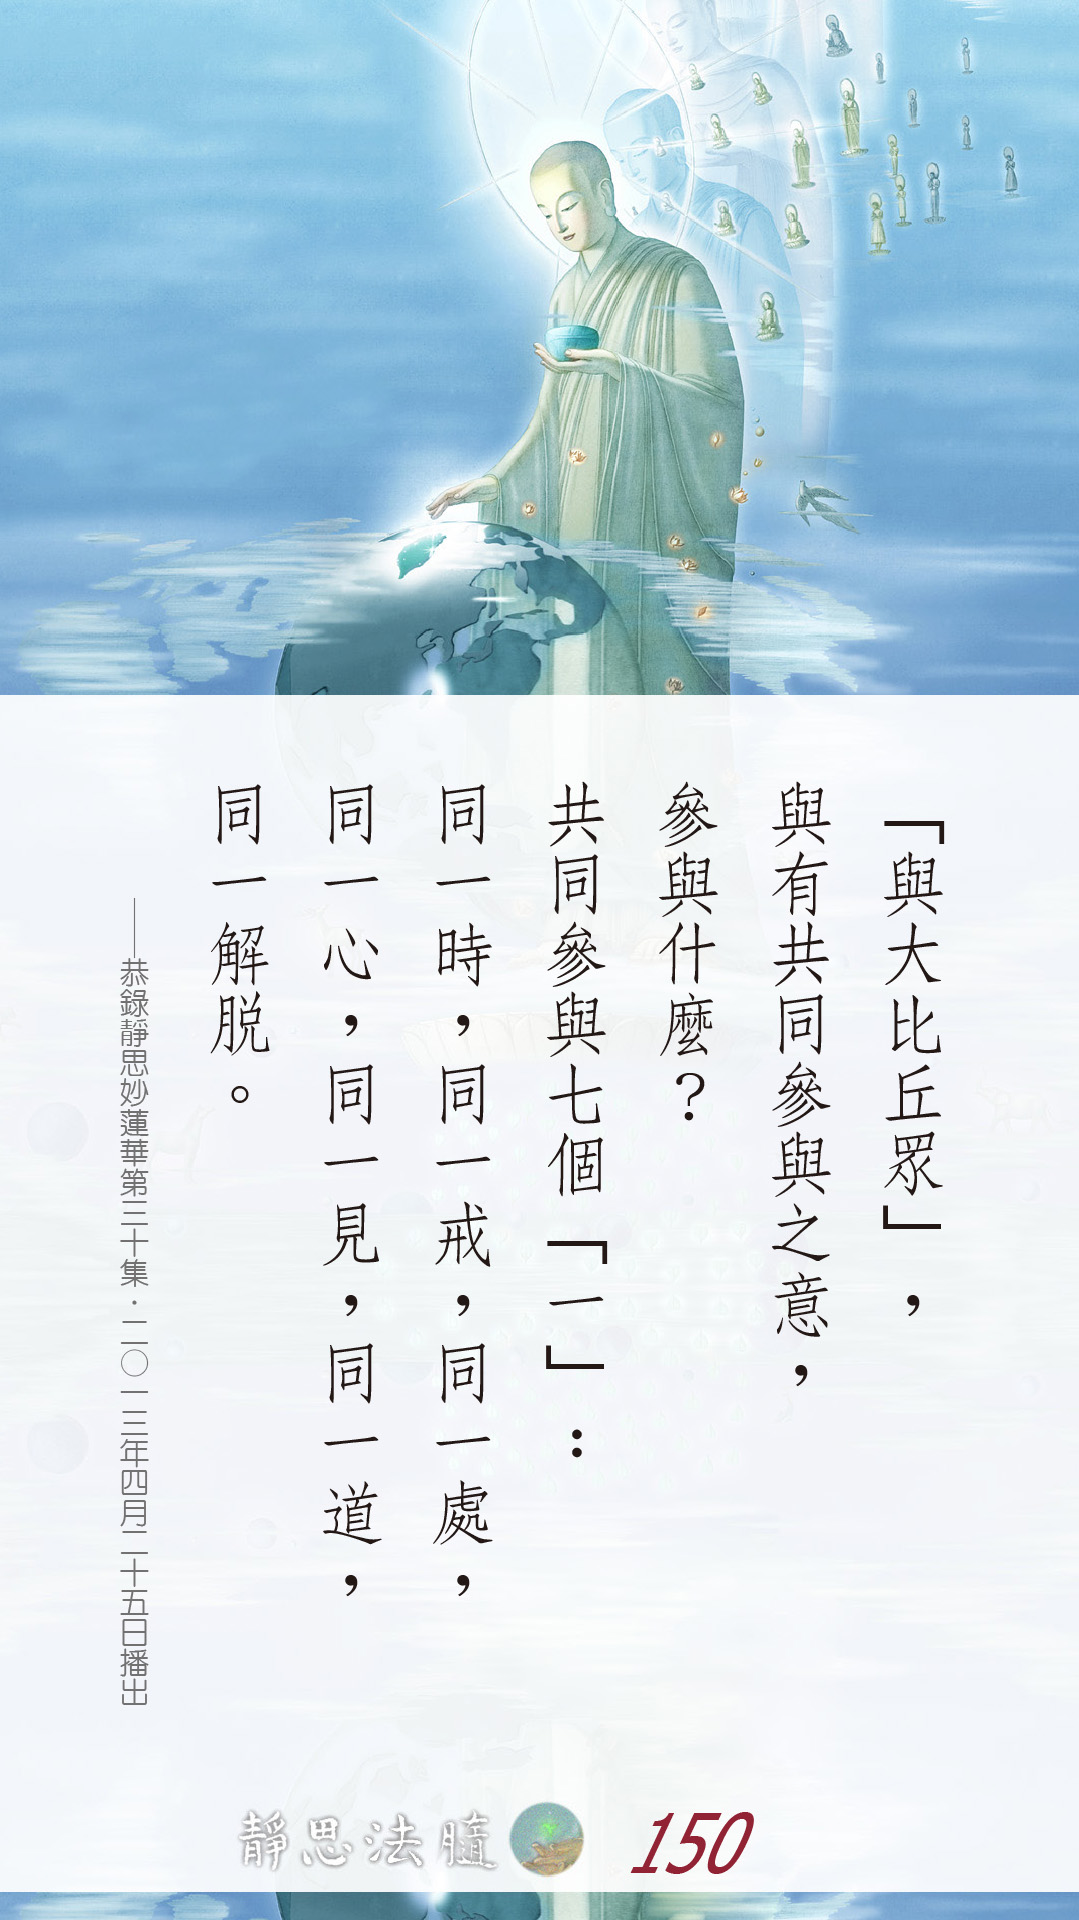 「與大比丘眾」，
與有共同參與之意，
參與什麼？
共同參與七個「一」：
同一時，同一戒，同一處，
同一心，同一見，同一道，
同一解脱。
——恭錄靜思妙蓮華第三十集．二〇一三年四月二十五日播出
靜思法髓
150